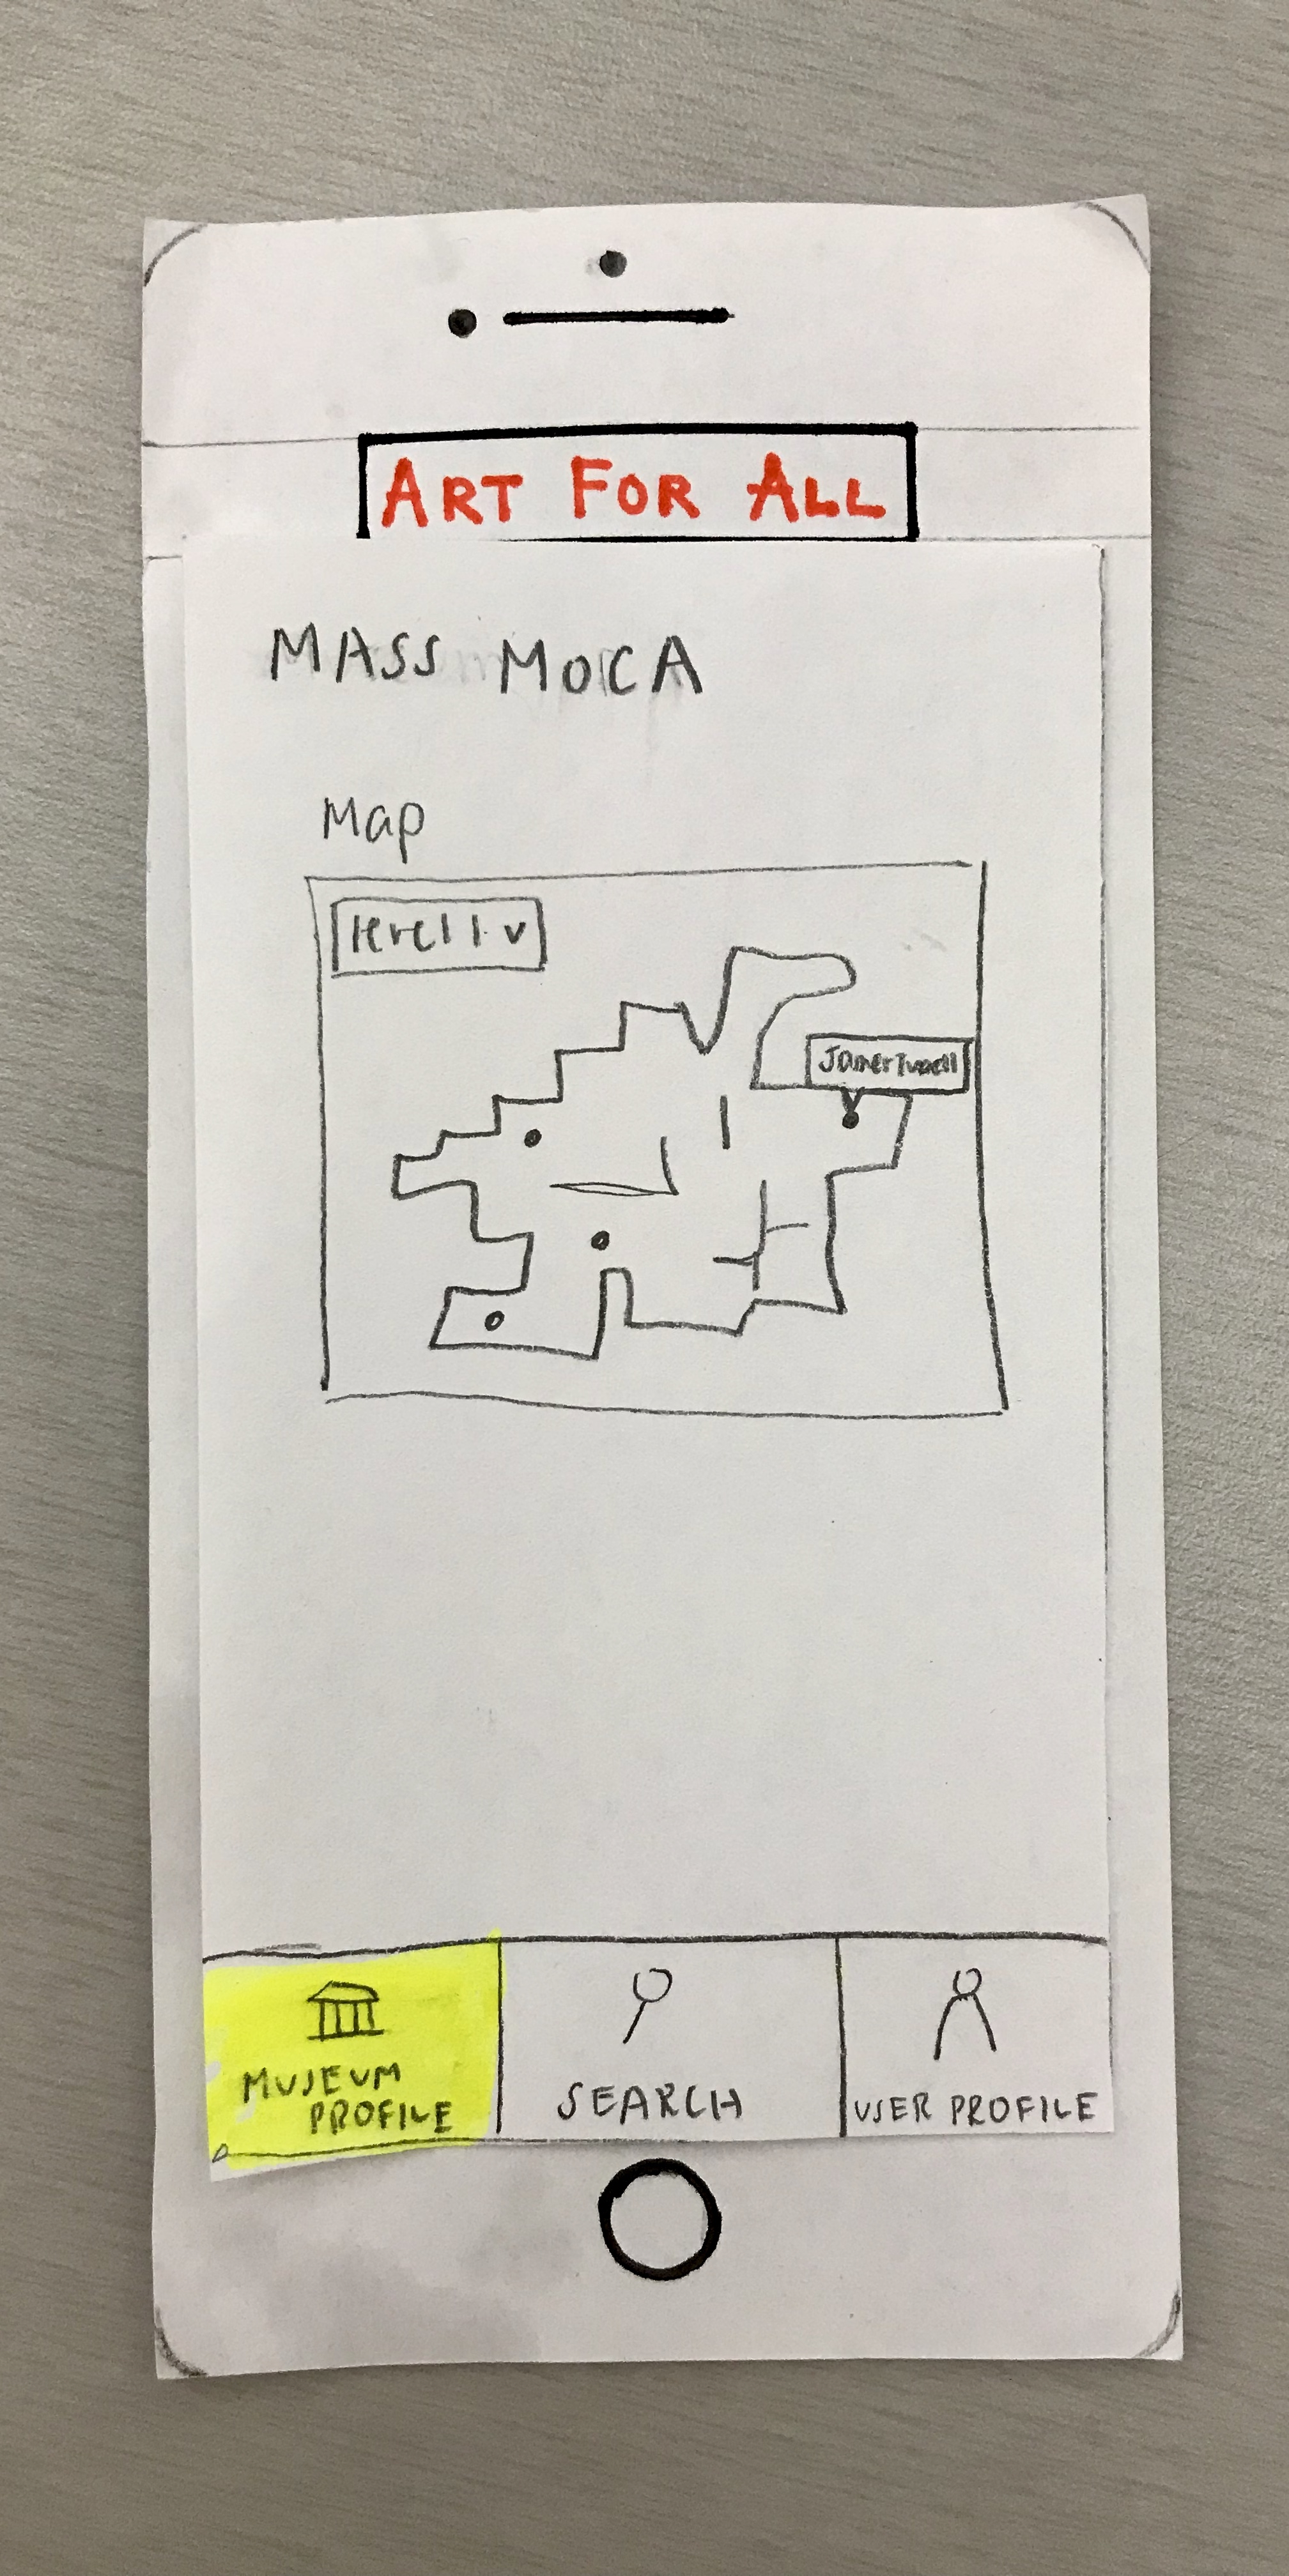 ART FOR ALL
MASS MOCA
Map
level 1 v
James Turrell
MUSEUM
PROFILE
SEARCH
USER PROFILE